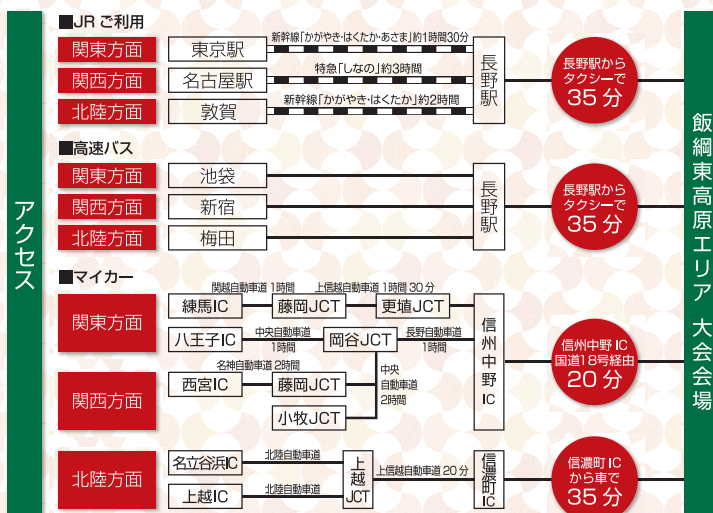 アクセス
■JR ご利用
関東方面
東京駅
新幹線「かがやき・はくたか・あさま」約1時間30分
関西方面
名古屋駅
特急「しなの」約3時間
北陸方面
敦賀
新幹線「かがやき・はくたか」約2時間
長野駅
長野駅から
タクシーで
35 分
■高速バス
関東方面
池袋
関西方面
新宿
北陸方面
梅田
長野駅
長野駅から
タクシーで
35 分
■マイカー
関東方面
練馬IC
関越自動車道 1時間
藤岡JCT
上信越自動車道 1時間 30 分
更埴JCT
八王子IC
中央自動車道
1時間
岡谷JCT
長野自動車道
1時間
関西方面
西宮IC
名神自動車道 2時間
藤岡JCT
小牧JCT
中央
自動車道
2時間
信州中野IC
信州中野 IC
国道18号経由
20 分
北陸方面
名立谷浜IC
北陸自動車道
上越IC
北陸自動車道
上越JCT
上信越自動車道 20 分
信濃町IC
信濃町 IC
から車で
35 分
飯綱東高原エリア 大会会場